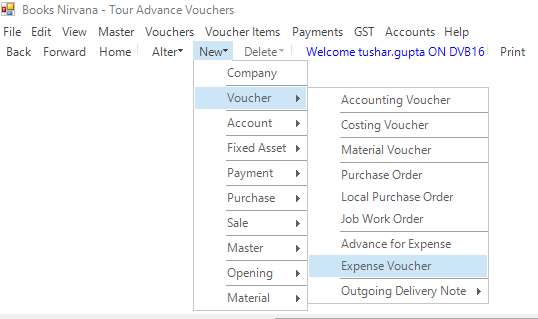 Books Nirvana - Tour Advance Vouchers
File Edit View Master Vouchers Voucher Items Payments GST Accounts Help
Back Forward Home Alter New Delete Welcome tushar.gupta ON DVB16 Print
Company
Voucher
Account
Fixed Asset
Payment
Purchase
Sale
Master
Opening
Material
Accounting Voucher
Costing Voucher
Material Voucher
Purchase Order
Local Purchase Order
Job Work Order
Advance for Expense
Expense Voucher
Outgoing Delivery Note